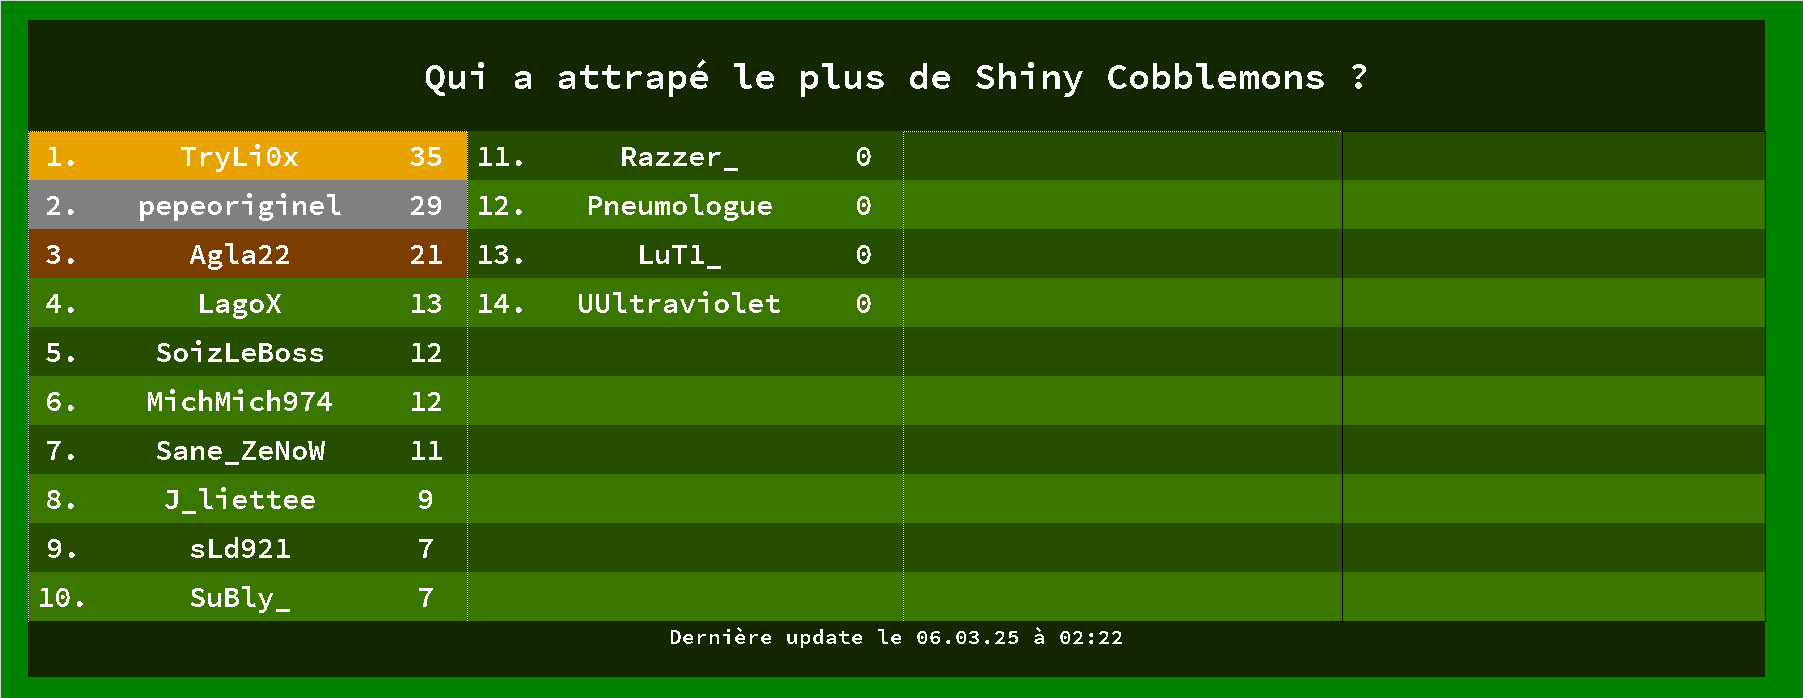 Qui a attrapé le plus de Shiny Cobblemons ?
1. TryLi0x 35
2. pepeoriginel 29
3. Agla22 21
4. LagoX 13
5. SoizLeBoss 12
6. MichMich974 12
7. Sane_ZeNoW 11
8. J_liettee 9
9. sLd921 7
10. SuBly_ 7
11. Razzer_ 0
12. Pneumologue 0
13. LuT1_ 0
14. UUltraviolet 0
Dernière update le 06.03.25 à 02:22